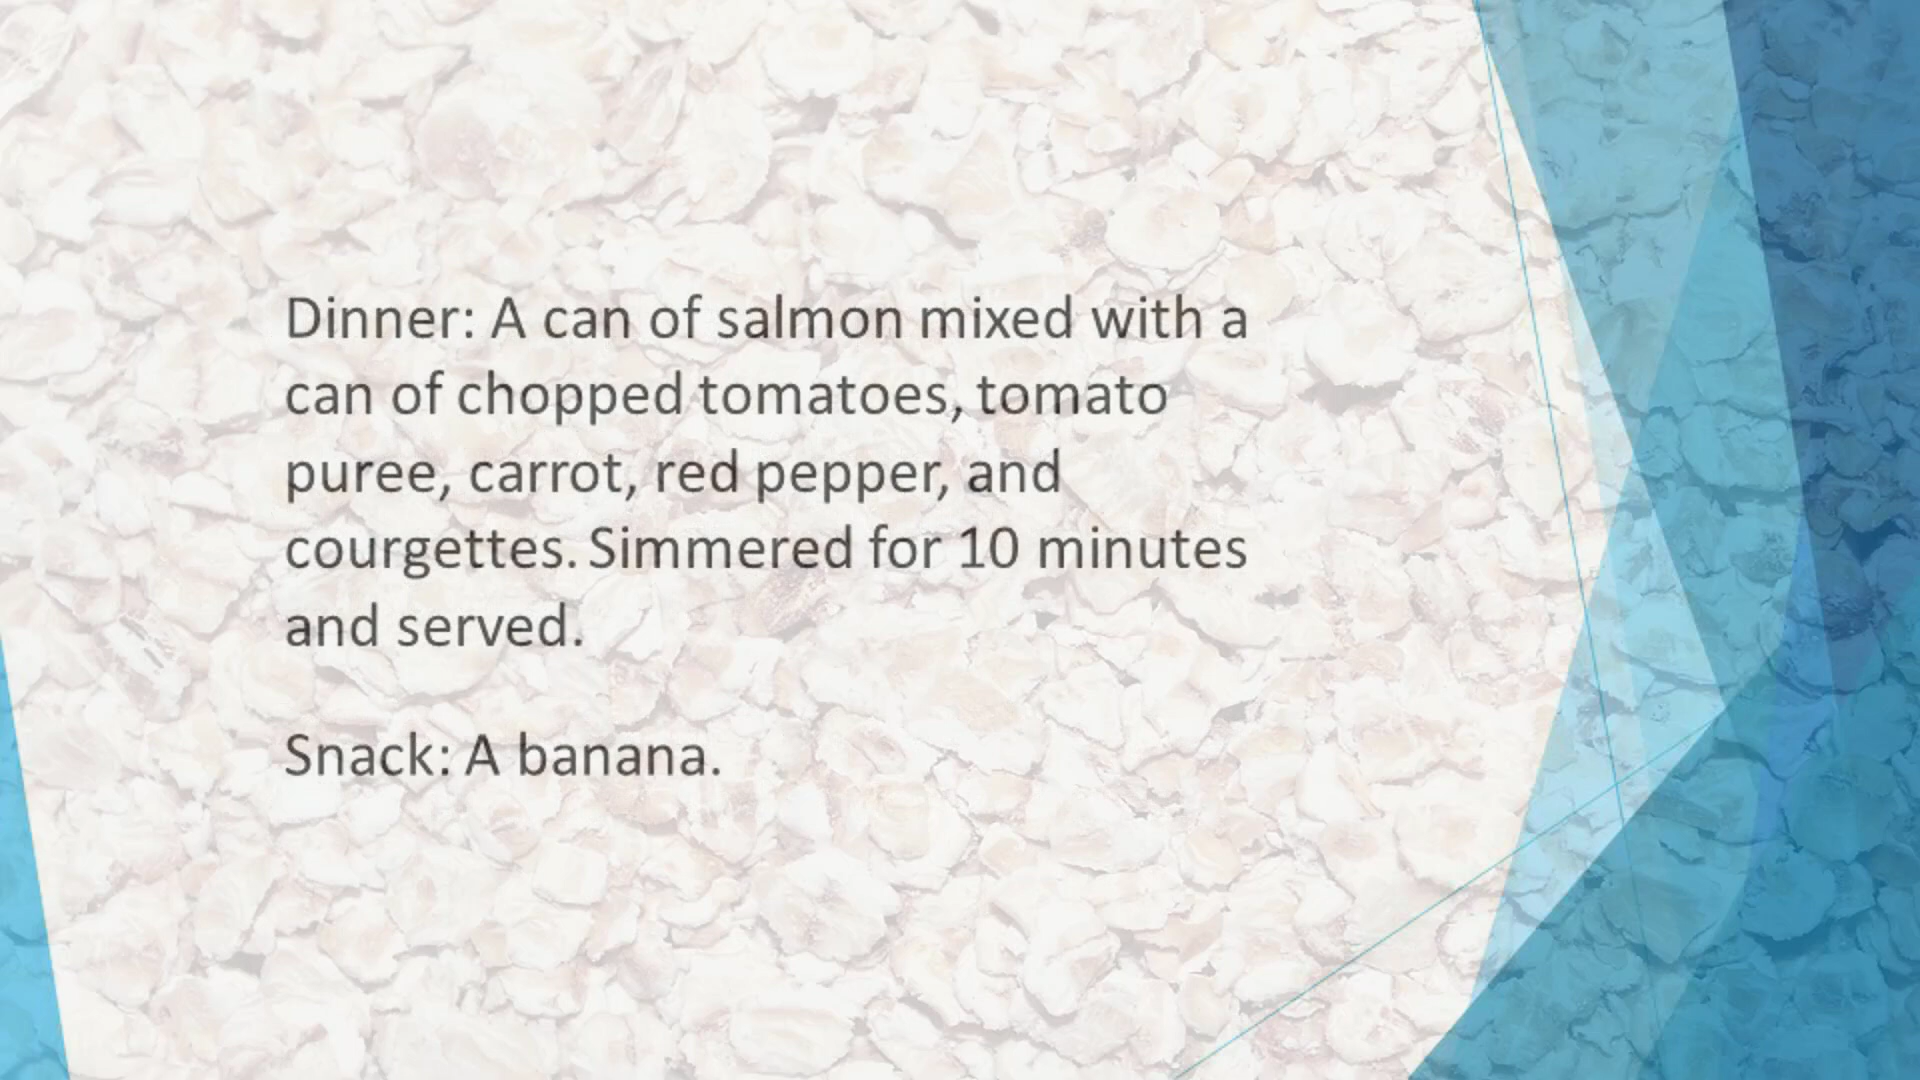 Dinner: A can of salmon mixed with a
can of chopped tomatoes, tomato
puree, carrot, red pepper, and
courgettes. Simmered for 10 minutes
and served.
Snack: A banana.